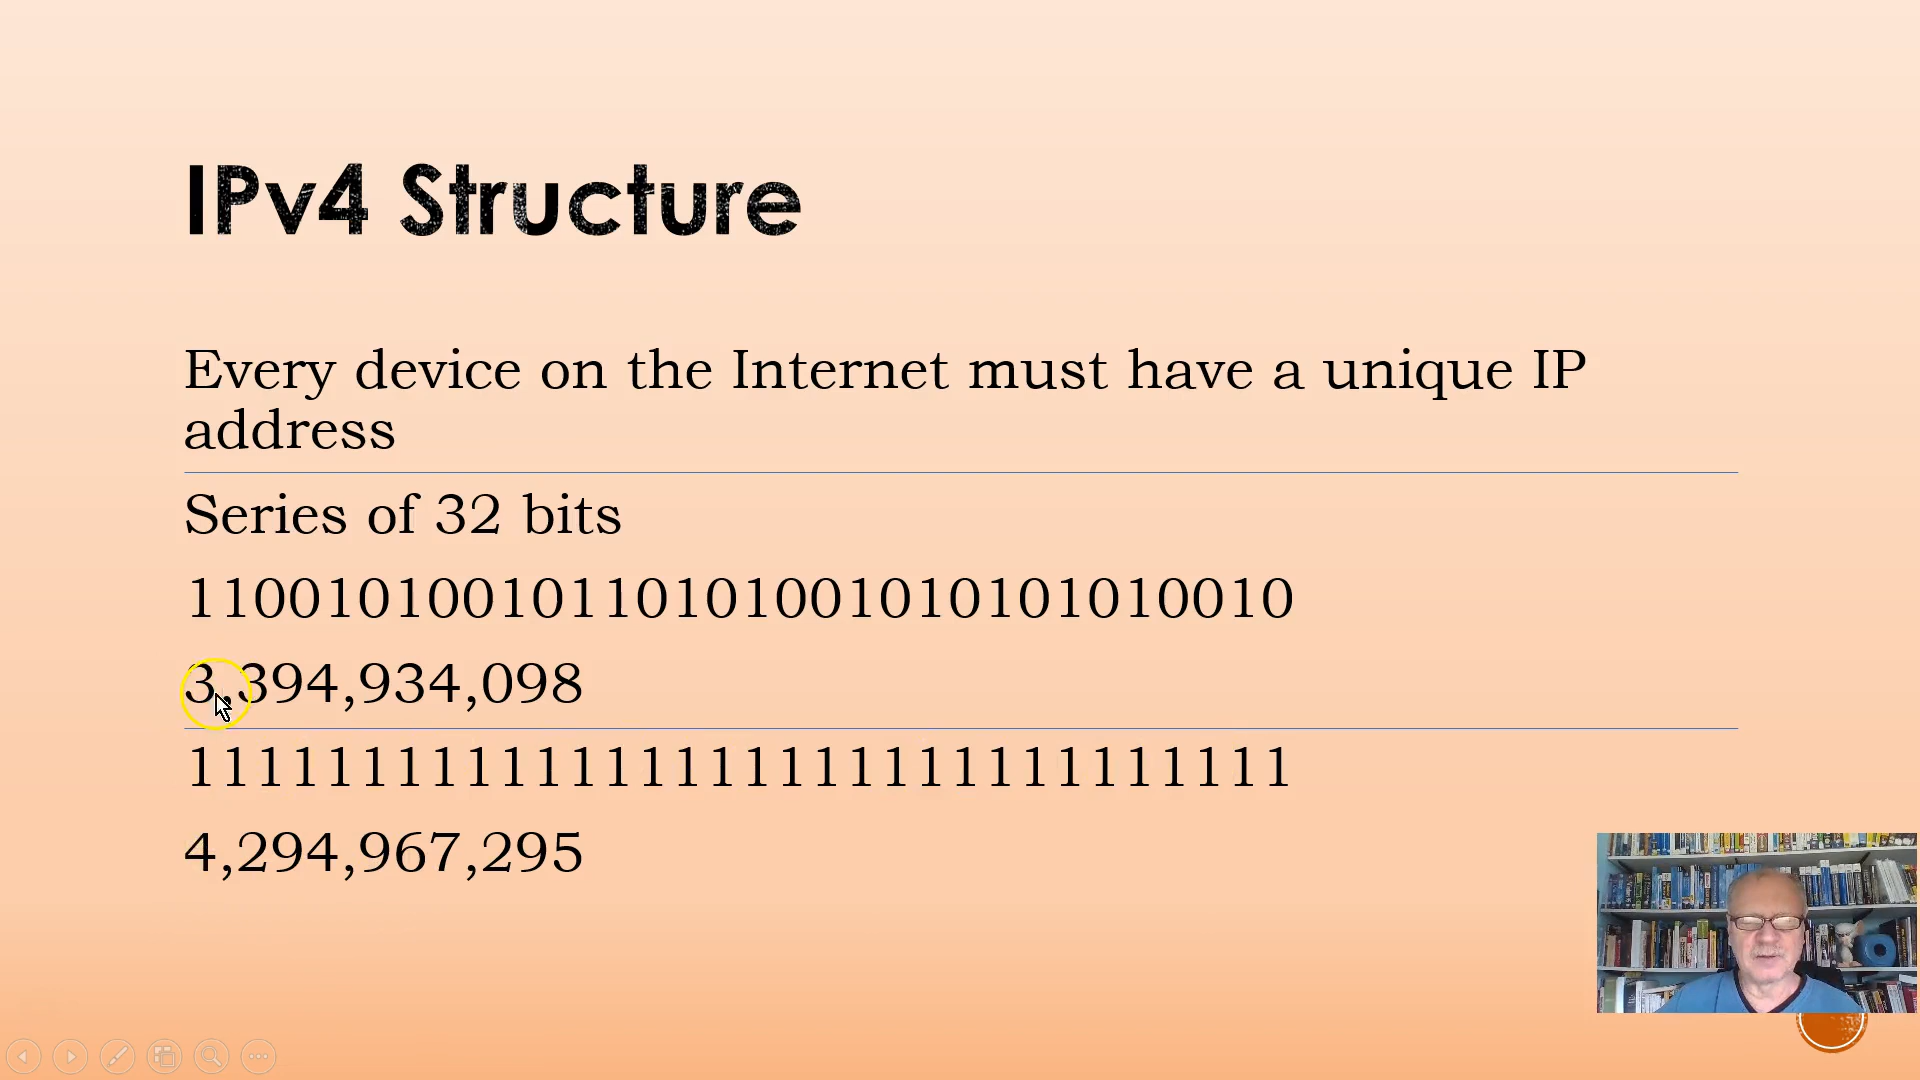 IPv4 Structure
Every device on the Internet must have a unique IP
address
Series of 32 bits
11001010010110101001010101010010
3,394,934,098
11111111111111111111111111111111
4,294,967,295